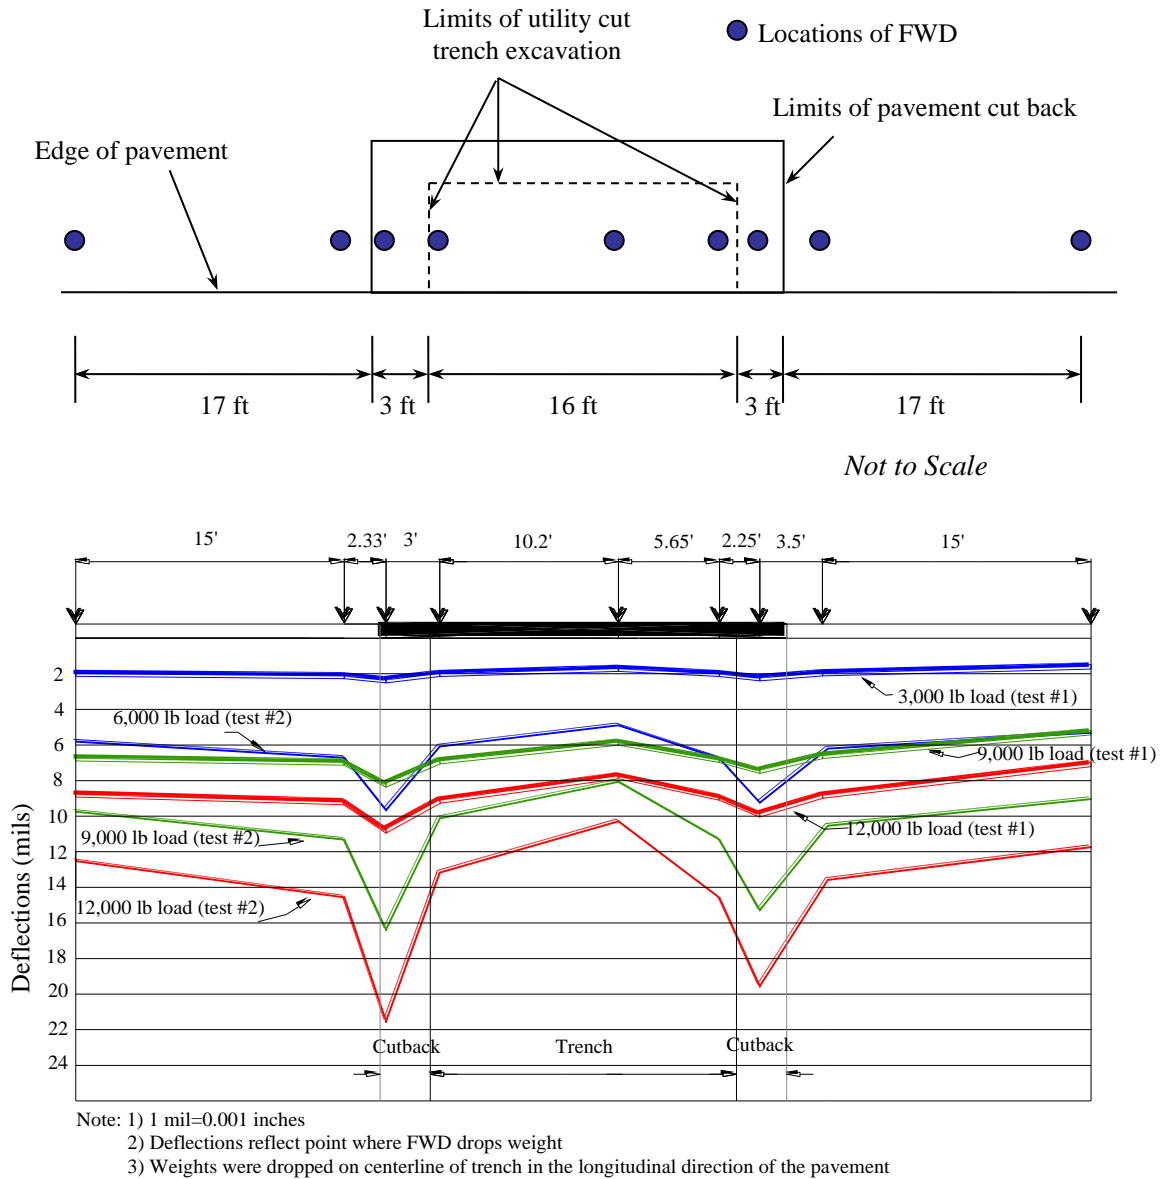 Limits of utility cut
trench excavation
Locations of FWD
Limits of pavement cut back
Edge of pavement
17 ft
3 ft
16 ft
3 ft
17 ft
Not to Scale
15'
2.33'
3'
10.2'
5.65'
2.25'
3.5'
15'
2
4
6
8
10
12
14
16
18
20
22
24
Deflections (mils)
3,000 lb load (test #1)
6,000 lb load (test #2)
9,000 lb load (test #1)
12,000 lb load (test #1)
9,000 lb load (test #2)
12,000 lb load (test #2)
Cutback
Trench
Cutback
Note: 1) 1 mil=0.001 inches
2) Deflections reflect point where FWD drops weight
3) Weights were dropped on centerline of trench in the longitudinal direction of the pavement